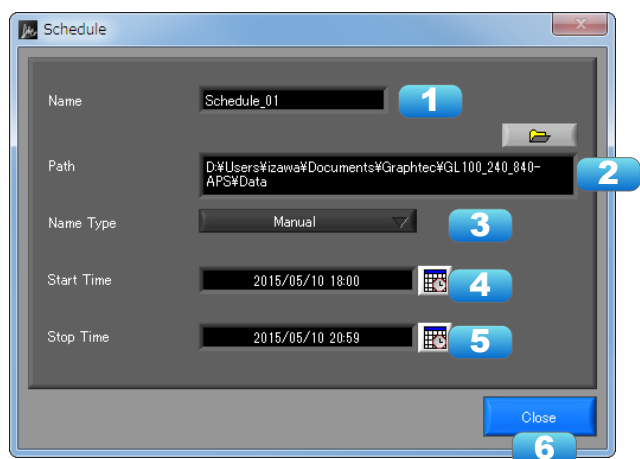 Schedule
Name
Schedule_01
1
Path
D:¥Users¥izawa¥Documents¥Graphtec¥GL100_240_840-
APS¥Data
2
Name Type
Manual
3
Start Time
2015/05/10 18:00
4
Stop Time
2015/05/10 20:59
5
Close
6